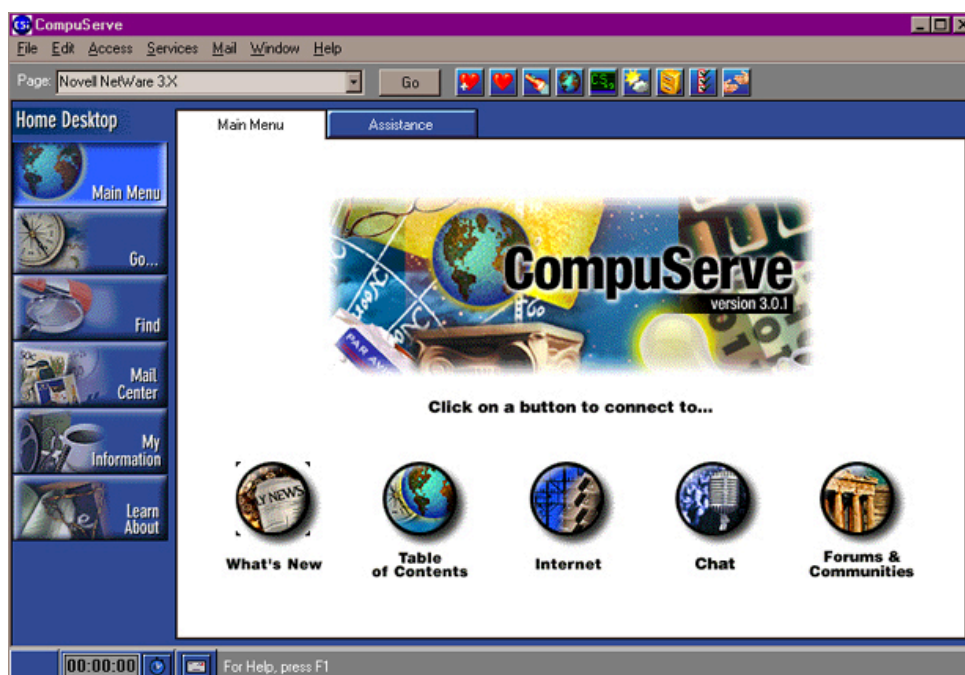 CompuServe
File Edit Access Services Mail Window Help
Page: Novell NetWare 3.X
Go
Home Desktop
Main Menu
Assistance
Main Menu
Go...
Find
Mail
Center
My
Information
Learn
About
CompuServe
version 3.0.1
PAR AVION
Click on a button to connect to...
What's New
Table
of Contents
Internet
Chat
Forums &
Communities
00:00:00
For Help, press F1